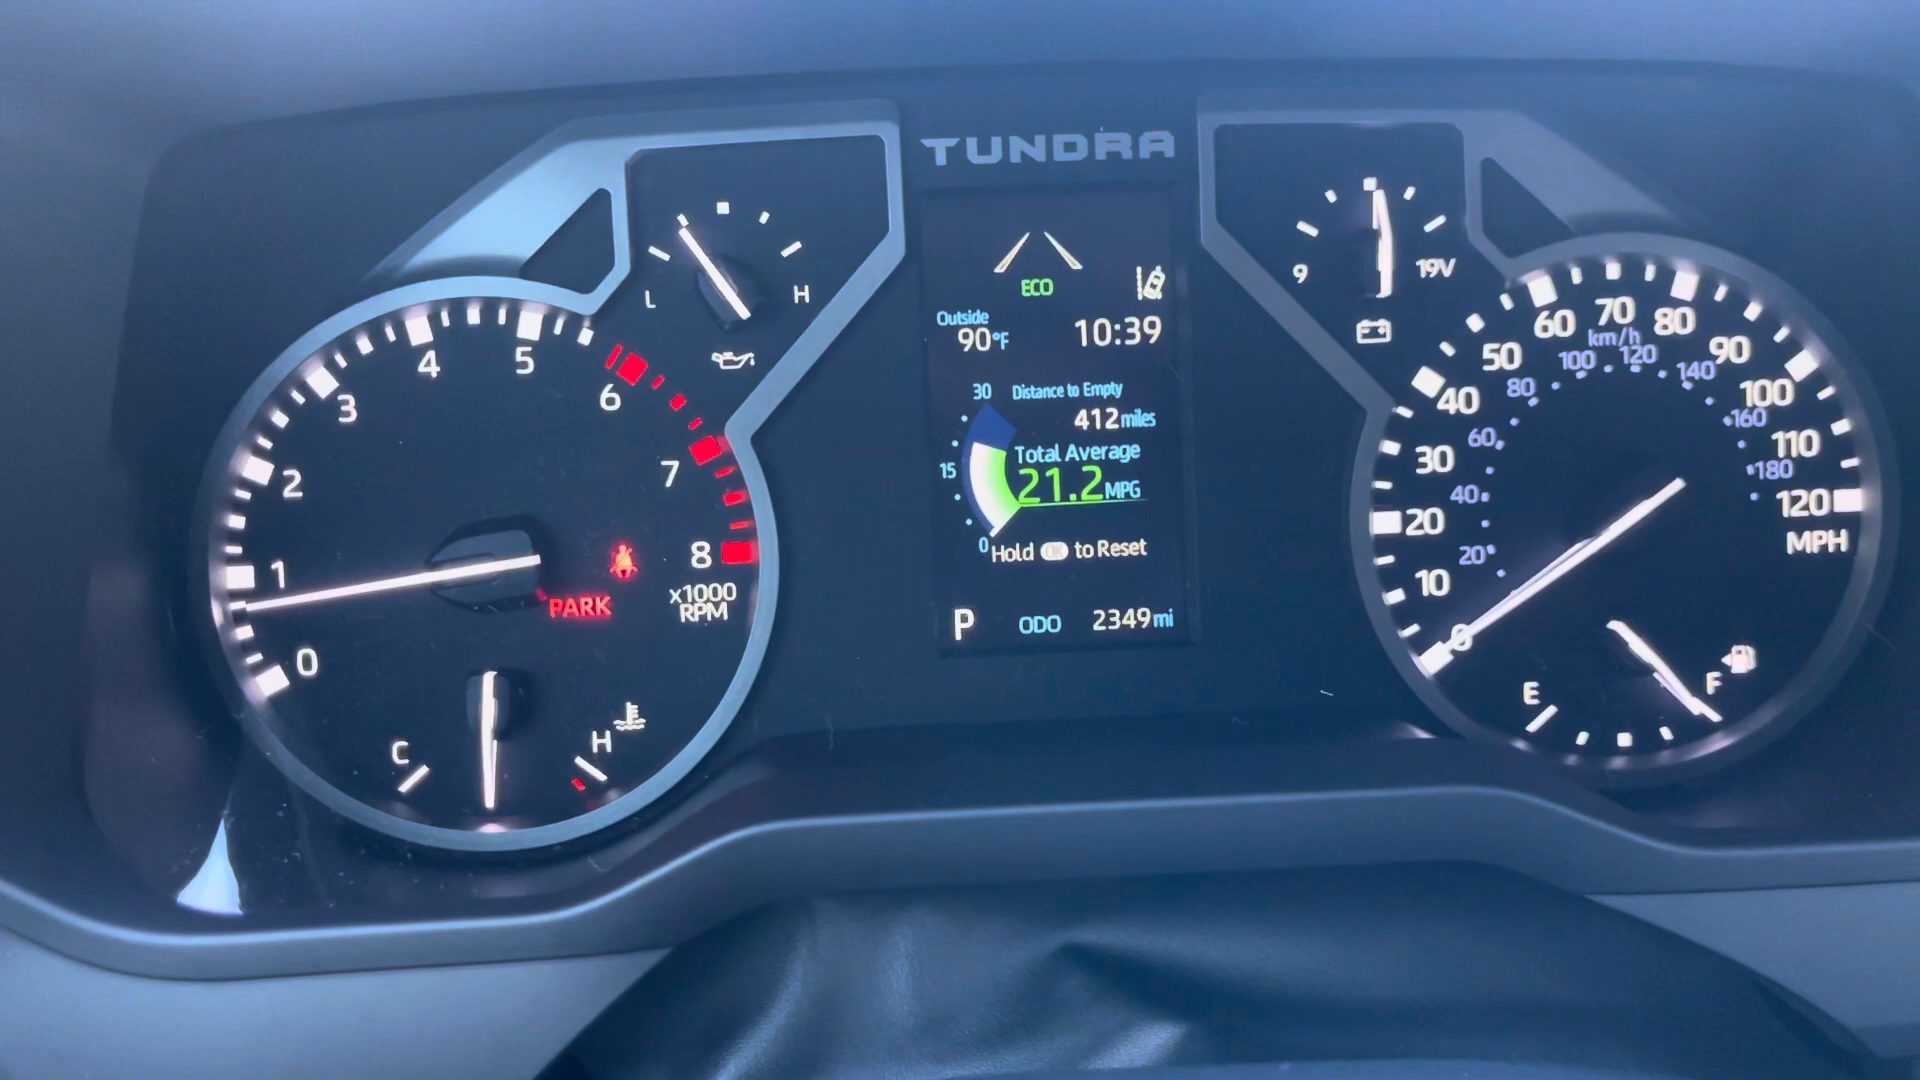 TUNDRA
ECO
Outside
90°F
10:39
30
Distance to Empty
412 miles
Total Average
15
21.2 MPG
0
Hold OK to Reset
P ODO 2349 mi
L H
0 1 2 3 4 5 6 7 8
x1000
RPM
PARK
C H
9 19V
0 10 20 30 40 50 60 70 80 90 100 110 120
MPH
km/h
20 40 60 80 100 120 140 160 180
E F